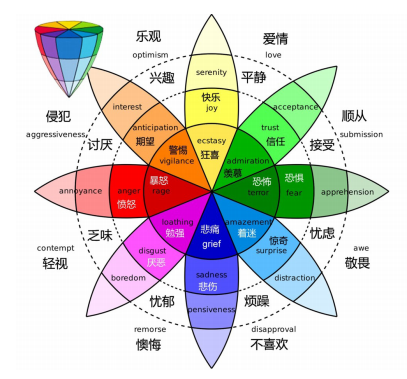 乐观
optimism
爱情
love
兴趣
serenity
平静
interest
快乐
joy
acceptance
侵犯
aggressiveness
顺从
submission
anticipation
期望
trust
信任
讨厌
接受
ecstasy
狂喜
警惕
vigilance
admiration
羡慕
annoyance
anger
愤怒
暴怒
rage
恐怖
terror
恐惧
fear
apprehension
loathing
勉强
悲痛
grief
amazement
着迷
乏味
忧虑
contempt
轻视
disgust
厌恶
惊奇
surprise
awe
敬畏
boredom
sadness
悲伤
distraction
忧郁
pensiveness
烦躁
remorse
懊悔
disapproval
不喜欢